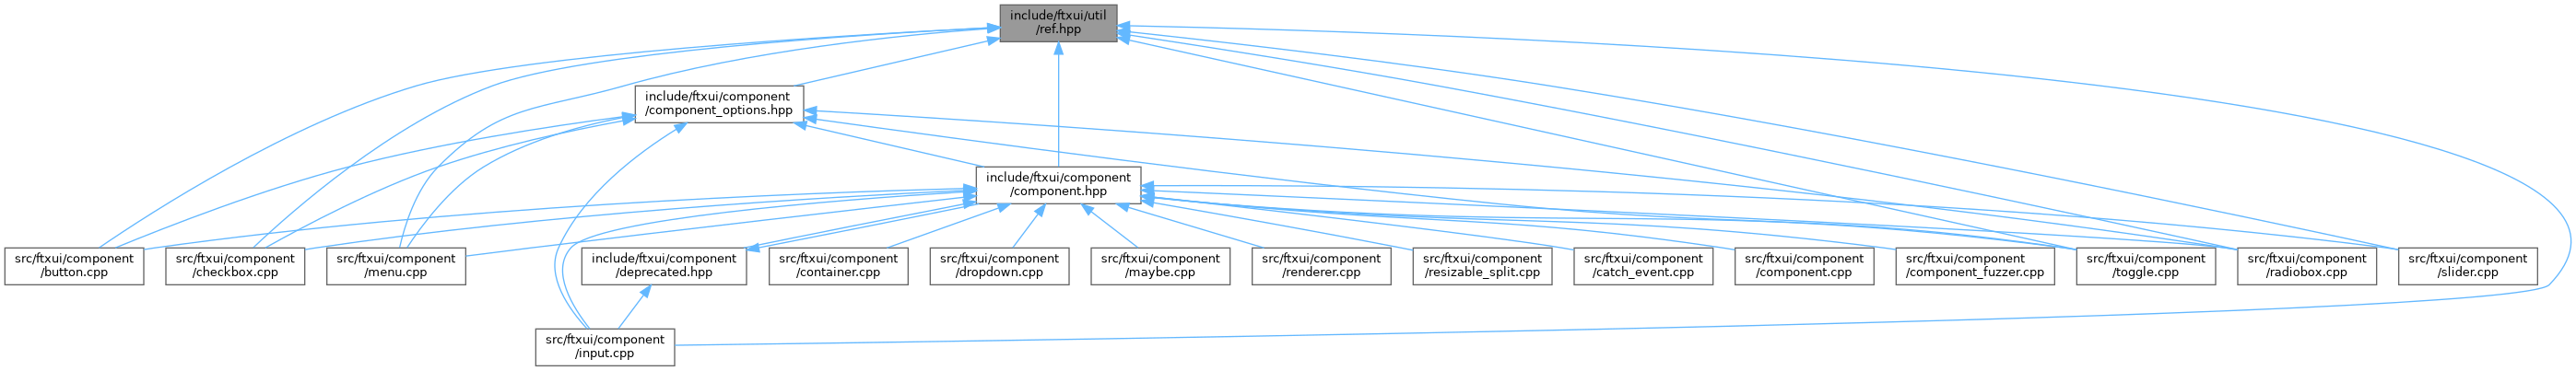 include/ftxui/util
/ref.hpp
include/ftxui/component
/component_options.hpp
include/ftxui/component
/component.hpp
src/ftxui/component
/button.cpp
src/ftxui/component
/checkbox.cpp
src/ftxui/component
/menu.cpp
include/ftxui/component
/deprecated.hpp
src/ftxui/component
/container.cpp
src/ftxui/component
/dropdown.cpp
src/ftxui/component
/maybe.cpp
src/ftxui/component
/renderer.cpp
src/ftxui/component
/resizable_split.cpp
src/ftxui/component
/catch_event.cpp
src/ftxui/component
/component.cpp
src/ftxui/component
/component_fuzzer.cpp
src/ftxui/component
/toggle.cpp
src/ftxui/component
/radiobox.cpp
src/ftxui/component
/slider.cpp
src/ftxui/component
/input.cpp